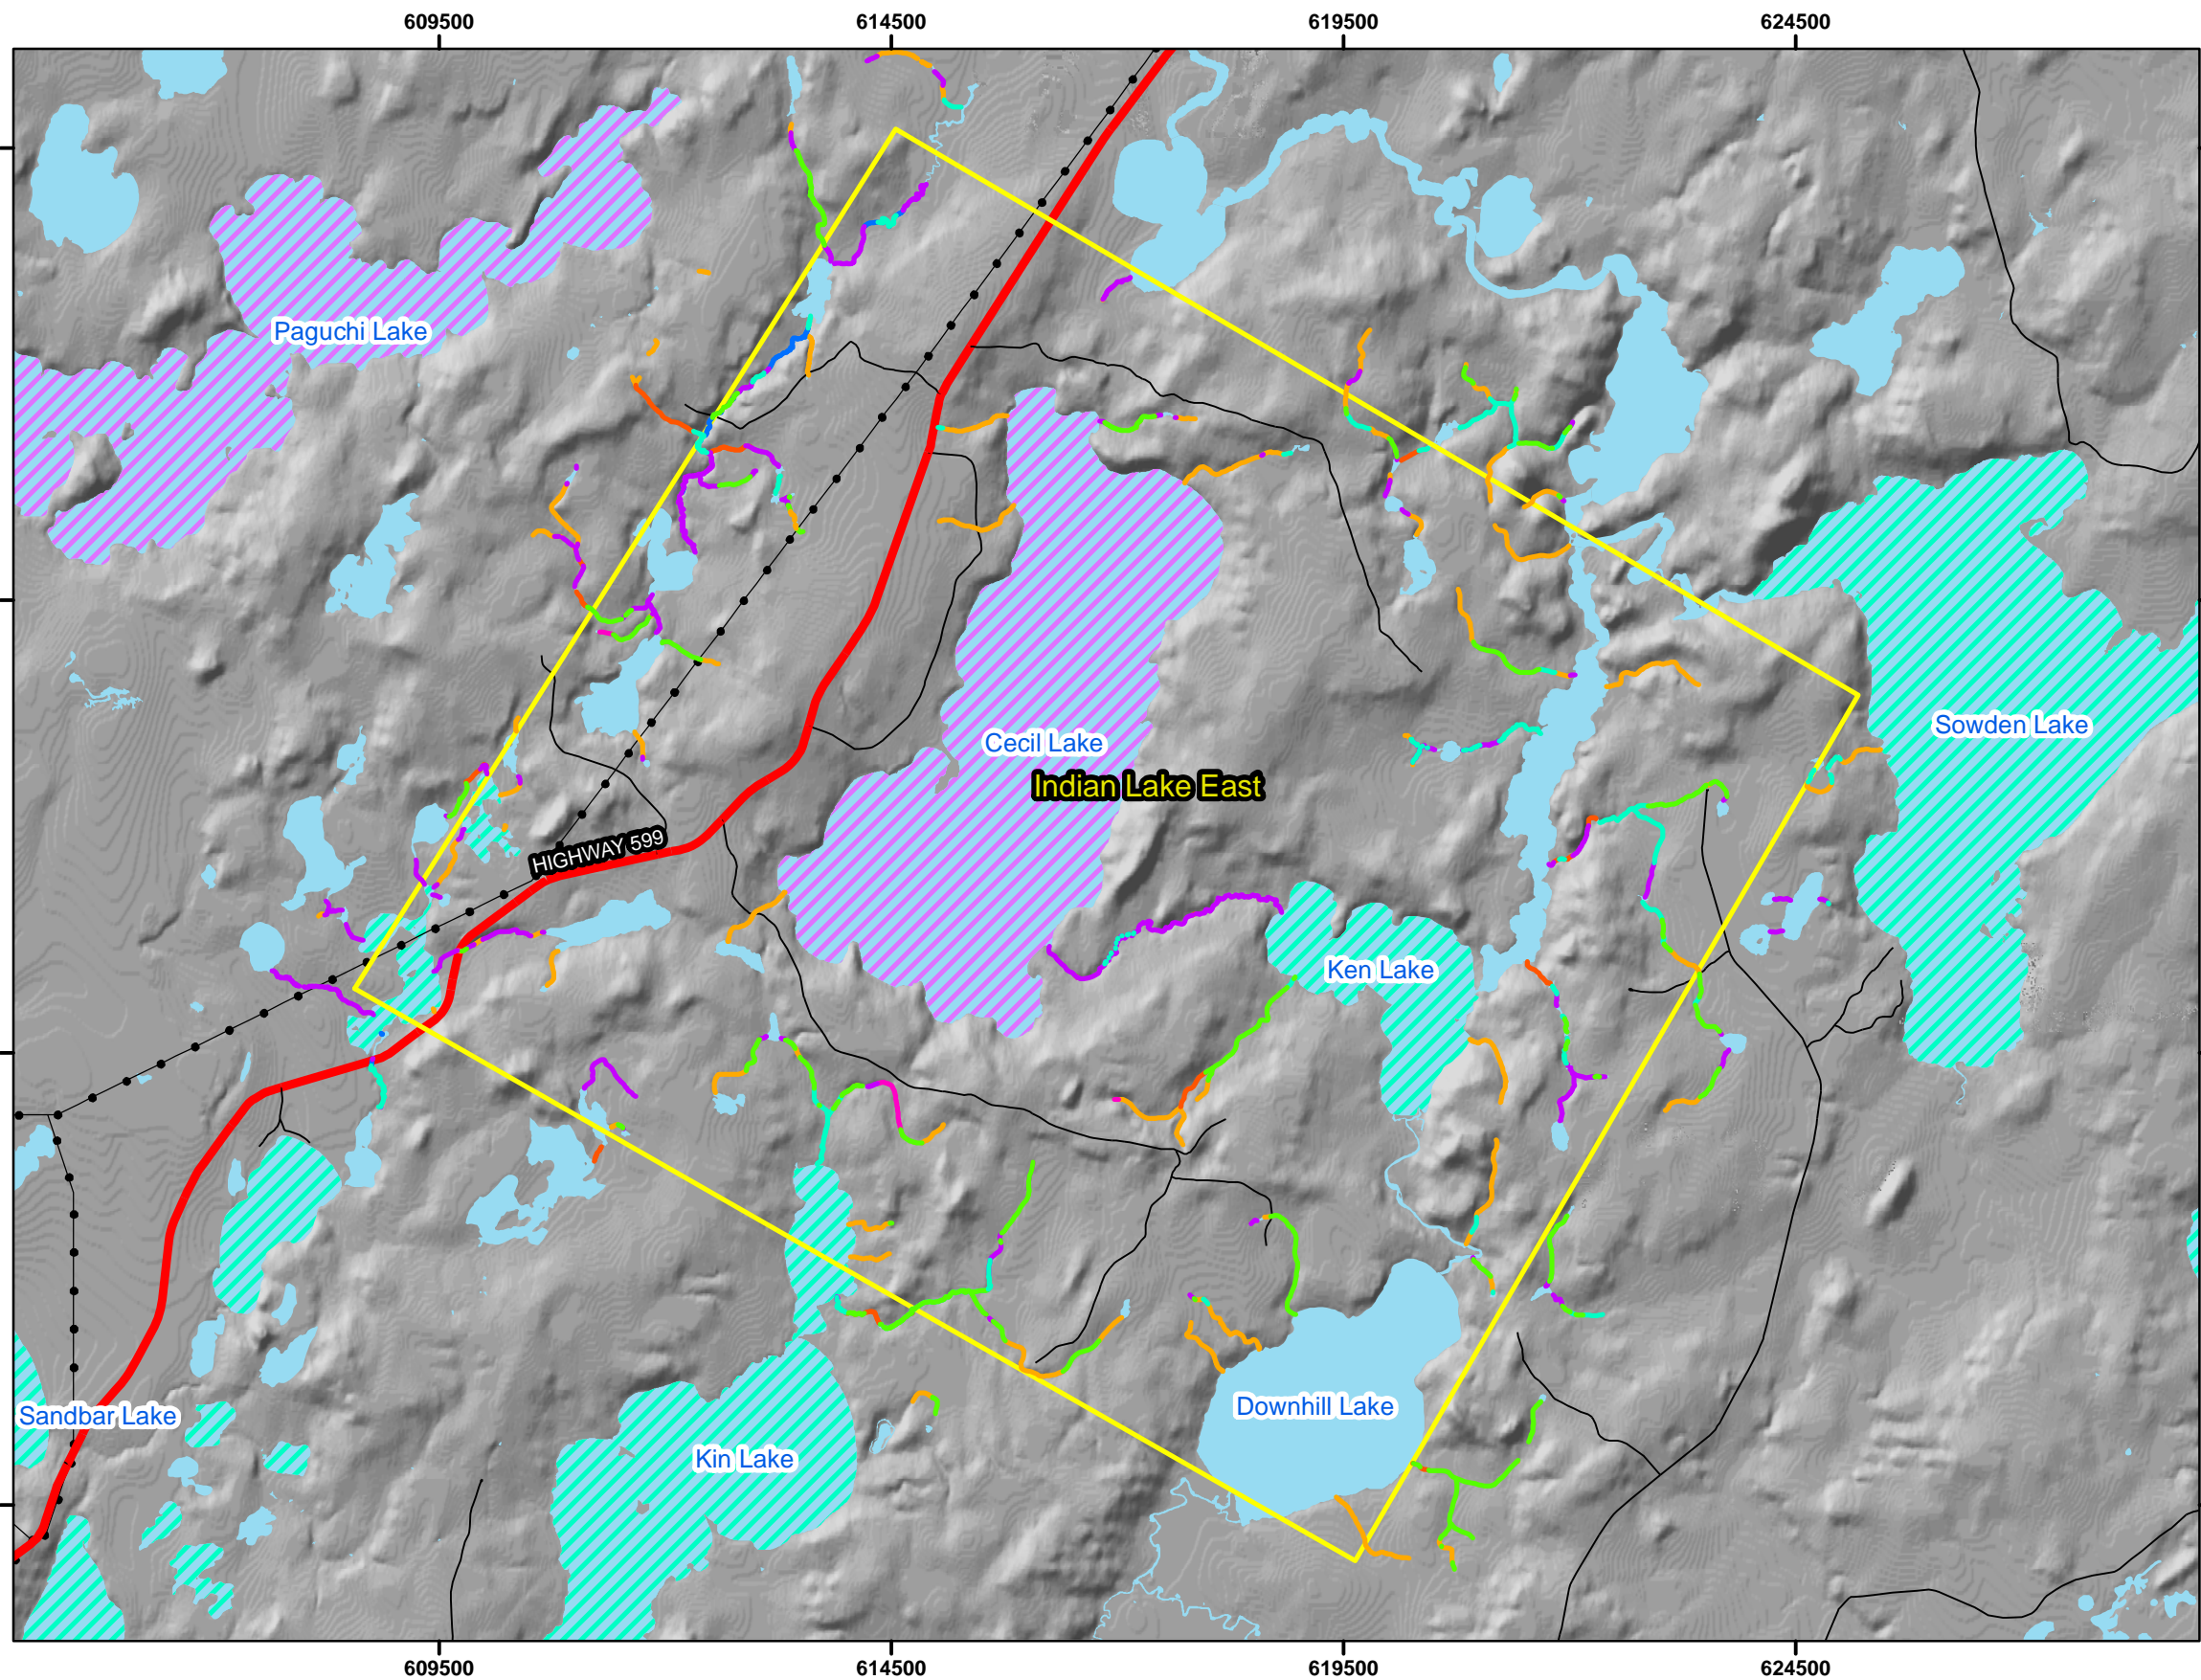 609500 614500 619500 624500
Paguchi Lake
Sowden Lake
Cecil Lake
Indian Lake East
HIGHWAY 599
Ken Lake
Downhill Lake
Sandbar Lake
Kin Lake
609500 614500 619500 624500